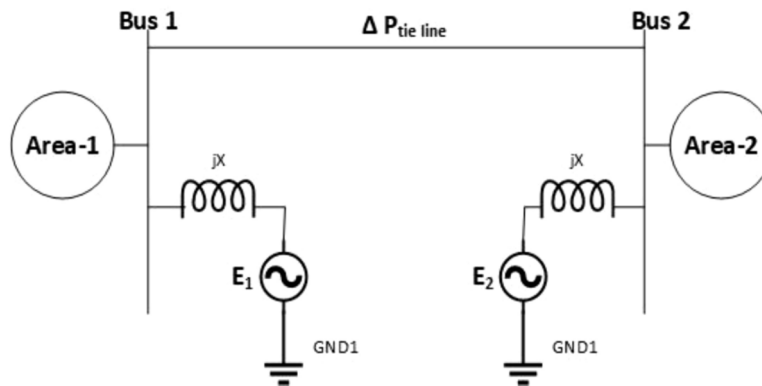 Bus 1
Δ P tie line
Bus 2
Area-1
jX
jX
Area-2
E1
E2
GND1
GND1